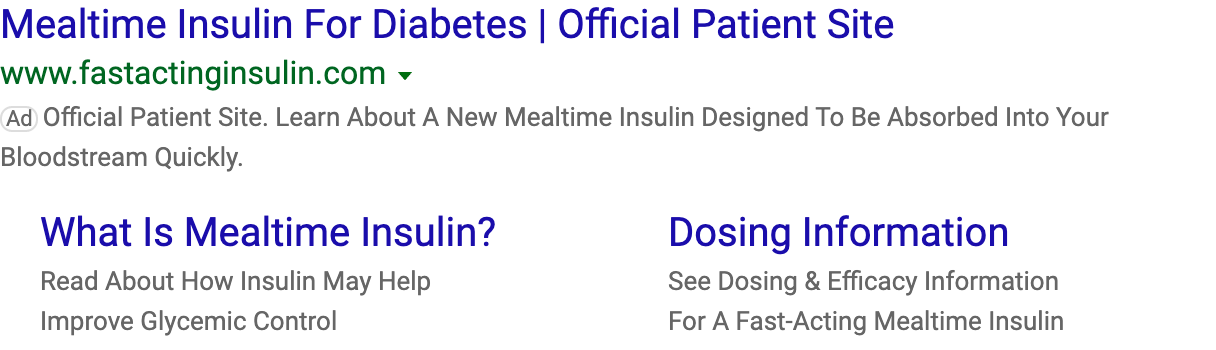 Mealtime Insulin For Diabetes | Official Patient Site
www.fastactinginsulin.com
Ad Official Patient Site. Learn About A New Mealtime Insulin Designed To Be Absorbed Into Your
Bloodstream Quickly.
What Is Mealtime Insulin?
Read About How Insulin May Help
Improve Glycemic Control
Dosing Information
See Dosing & Efficacy Information
For A Fast-Acting Mealtime Insulin